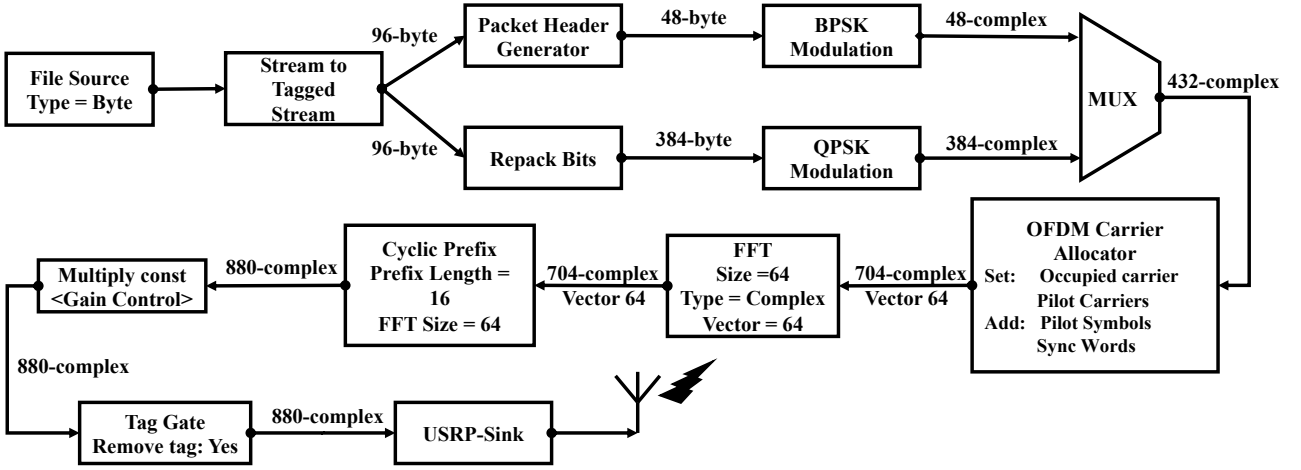 File Source
Type = Byte
Stream to
Tagged
Stream
96-byte
96-byte
Packet Header
Generator
48-byte
BPSK
Modulation
48-complex
Repack Bits
384-byte
QPSK
Modulation
384-complex
MUX
432-complex
OFDM Carrier
Allocator
Set: Occupied carrier
Pilot Carriers
Add: Pilot Symbols
Sync Words
704-complex
Vector 64
FFT
Size =64
Type = Complex
Vector = 64
704-complex
Vector 64
Cyclic Prefix
Prefix Length =
16
FFT Size = 64
880-complex
Multiply const
<Gain Control>
880-complex
Tag Gate
Remove tag: Yes
880-complex
USRP-Sink